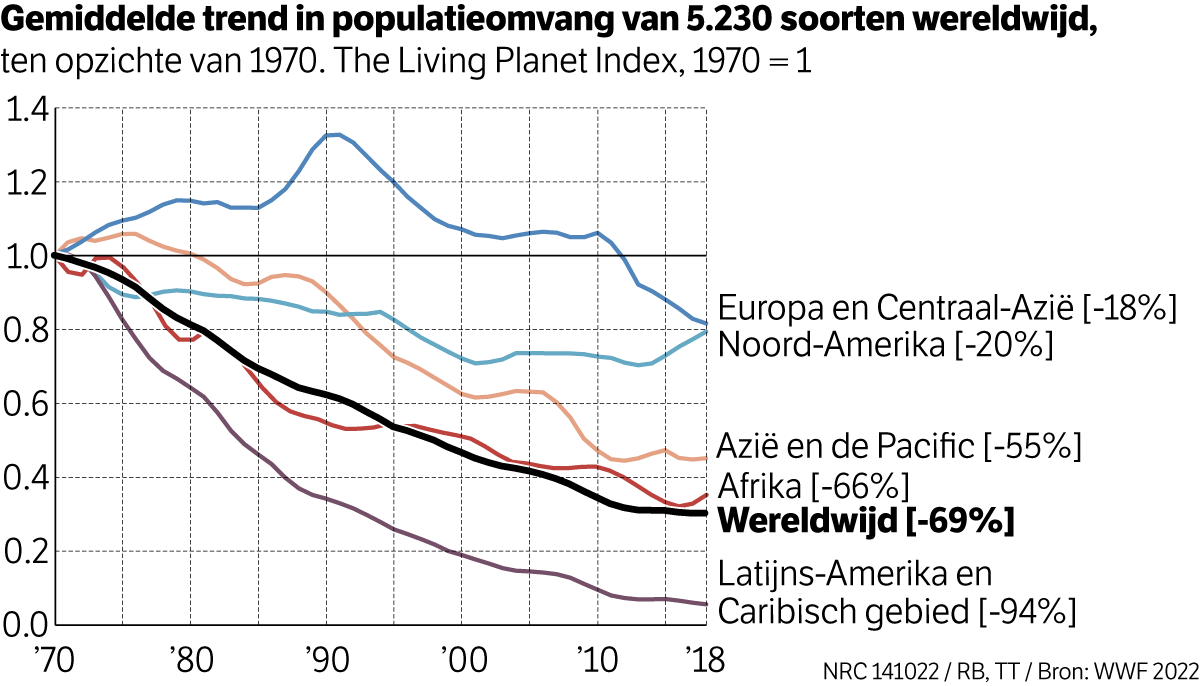 Gemiddelde trend in populatieomvang van 5.230 soorten wereldwijd,
ten opzichte van 1970. The Living Planet Index, 1970 = 1
1.4
1.2
1.0
0.8
0.6
0.4
0.2
0.0
Europa en Centraal-Azië [-18%]
Noord-Amerika [-20%]
Azië en de Pacific [-55%]
Afrika [-66%]
Wereldwijd [-69%]
Latijns-Amerika en
Caribisch gebied [-94%]
’70 ’80 ’90 ’00 ’10 ’18
NRC 141022 / RB, TT / Bron: WWF 2022